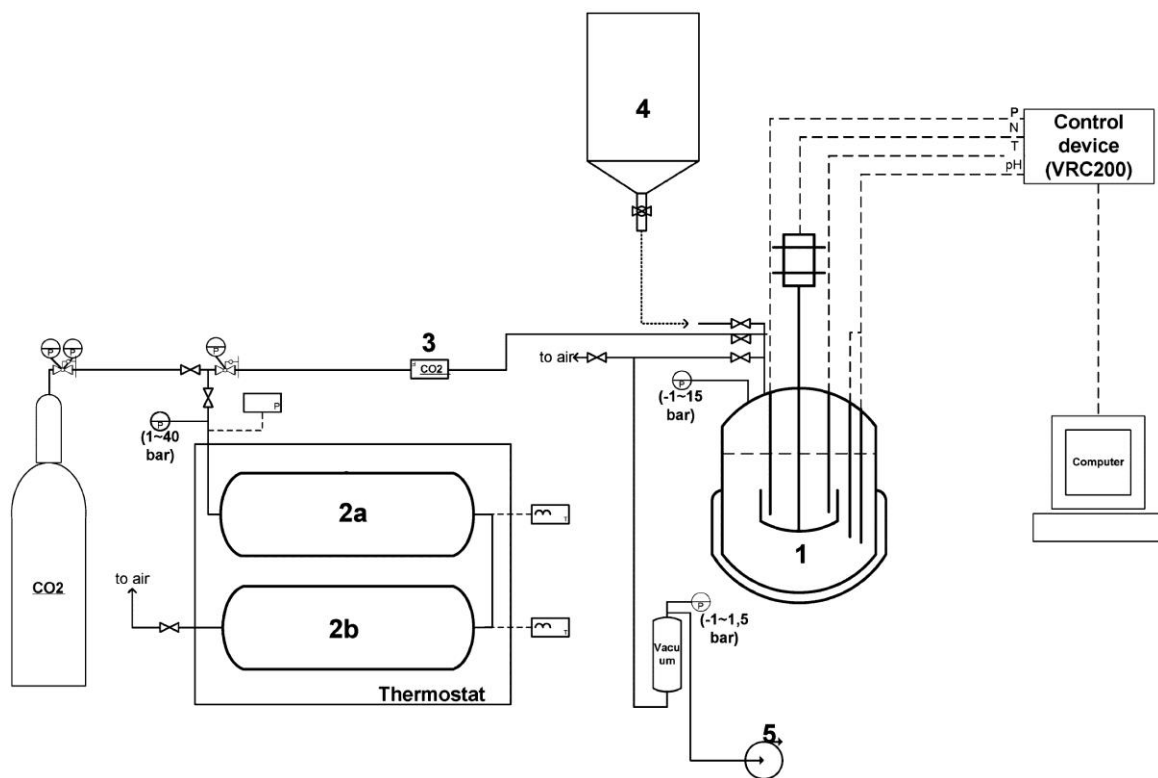 4
P
N
T
pH
Control
device
(VRC200)
P
P
P
3
CO2
to air
P
(-1~15
bar)
P
P
(1~40
bar)
Computer
2a
T
1
CO2
to air
2b
T
P
(-1~1,5
bar)
Vacu
um
Thermostat
5